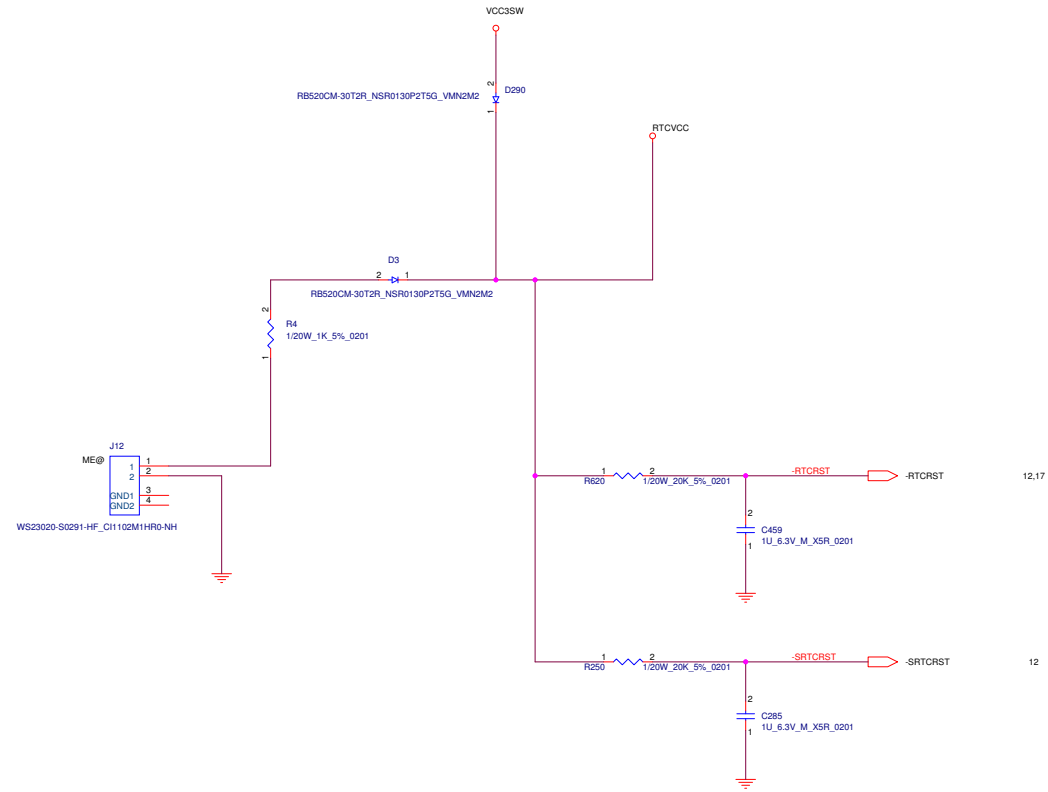 VCC3SW
2
D290
RB520CM-30T2R_NSR0130P2T5G_VMN2M2
1
RTCVCC
D3
2
1
RB520CM-30T2R_NSR0130P2T5G_VMN2M2
2
R4
1/20W_1K_5%_0201
1
J12
ME@
1
1
2
2
GND1
3
GND2
4
WS23020-S0291-HF_CI1102M1HR0-NH
1
2
R620
1/20W_20K_5%_0201
-RTCRST
-RTCRST
12,17
2
C459
1U_6.3V_M_X5R_0201
1
1
2
R250
1/20W_20K_5%_0201
-SRTCRST
-SRTCRST
12
2
C285
1U_6.3V_M_X5R_0201
1